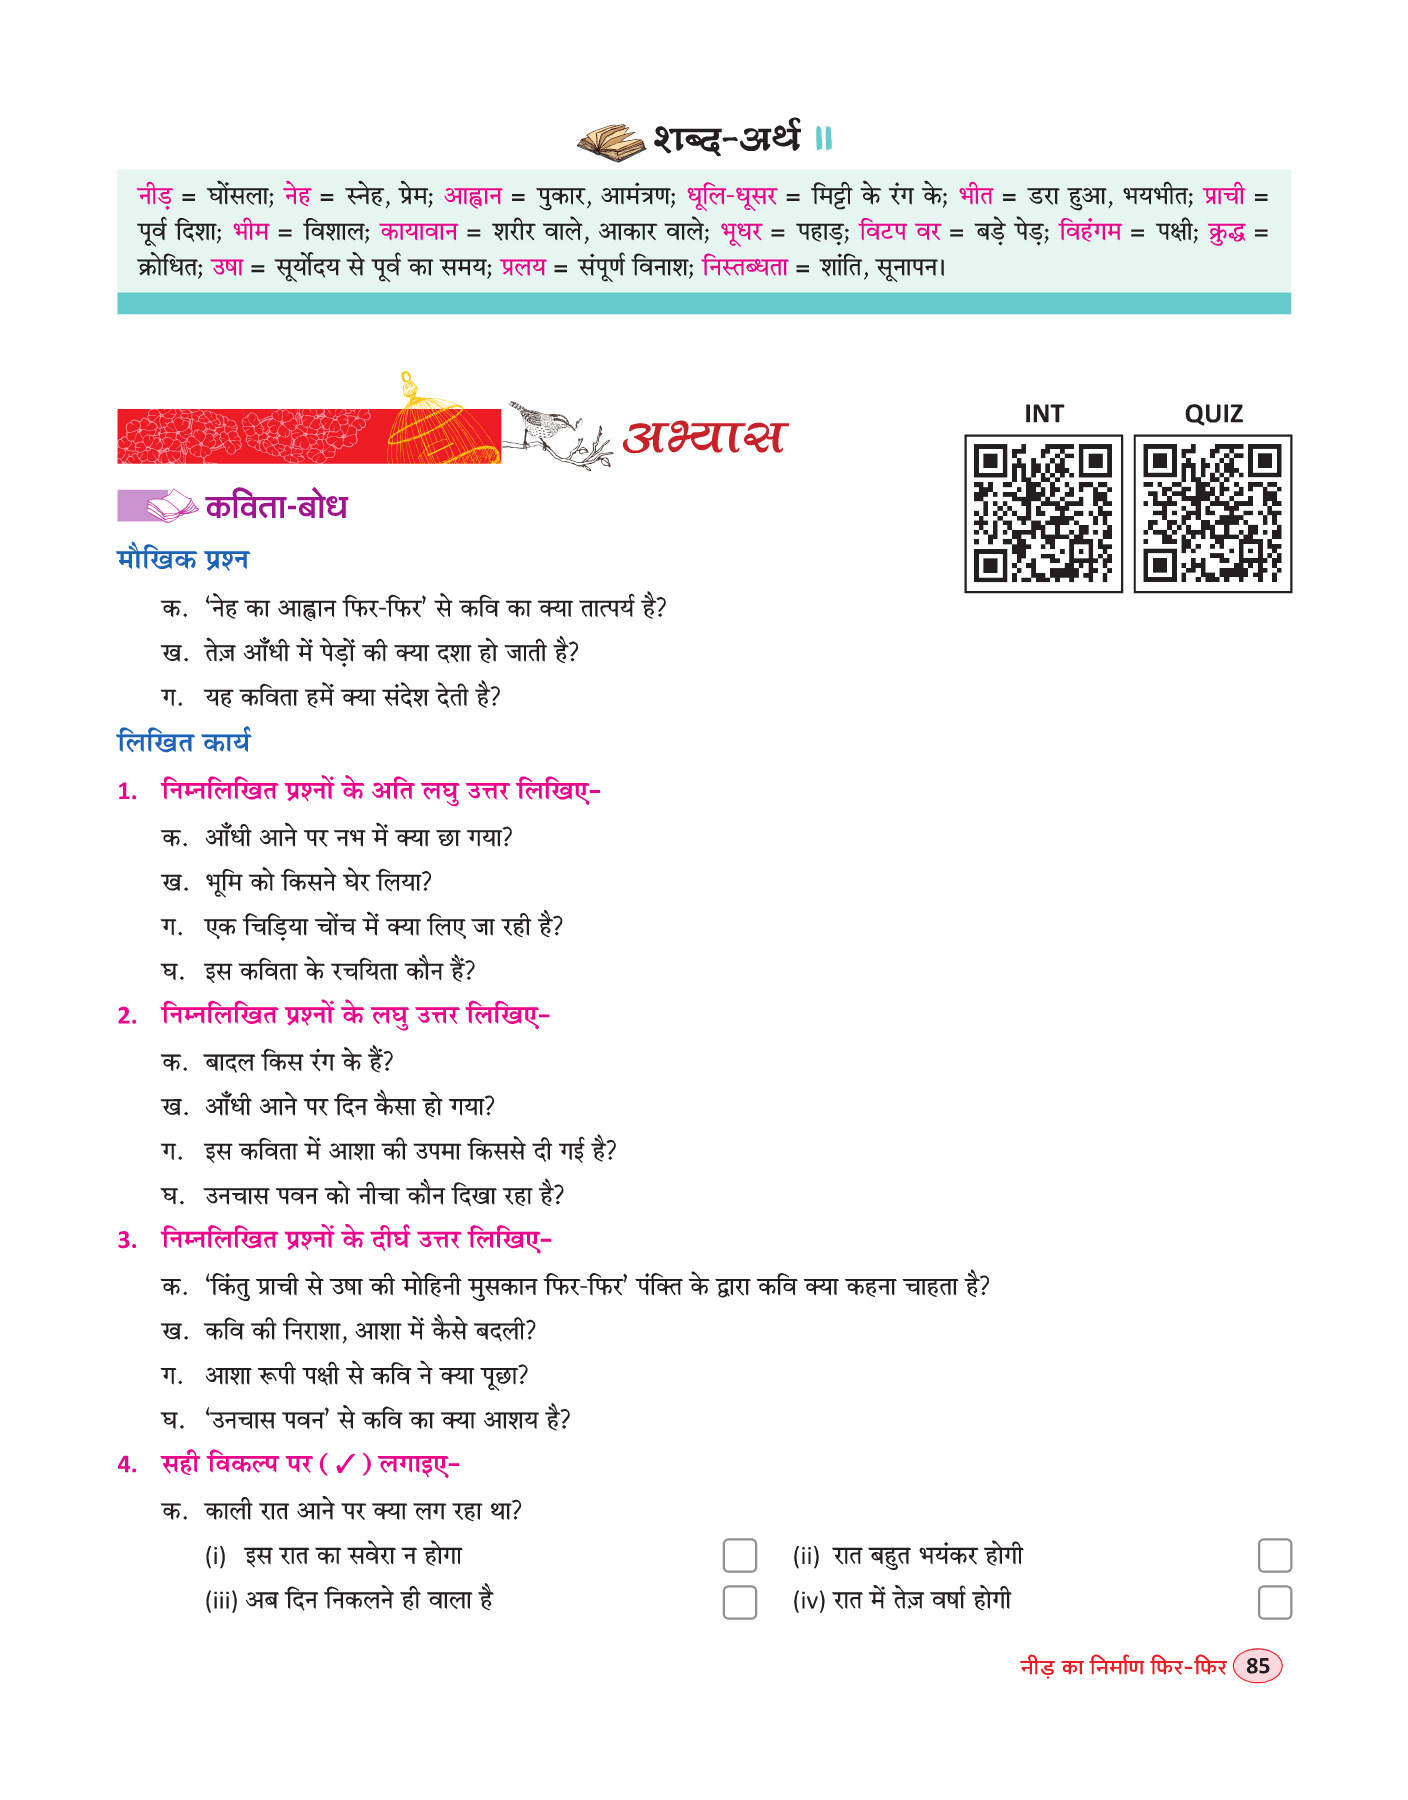 शब्द-अर्थ
नीड़ = घोंसला; नेह = स्नेह, प्रेम; आह्वान = पुकार, आमंत्रण; धूलि-धूसर = मिट्टी के रंग के; भीत = डरा हुआ, भयभीत; प्राची =
पूर्व दिशा; भीम = विशाल; कायावान = शरीर वाले, आकार वाले; भूधर = पहाड़; विटप वर = बड़े पेड़; विहंगम = पक्षी; क्रुद्ध =
क्रोधित; उषा = सूर्योदय से पूर्व का समय; प्रलय = संपूर्ण विनाश; निस्तब्धता = शांति, सूनापन।
अभ्यास
INT QUIZ
कविता-बोध
मौखिक प्रश्न
क. ‘नेह का आह्वान फिर-फिर’ से कवि का क्या तात्पर्य है?
ख. तेज़ आँधी में पेड़ों की क्या दशा हो जाती है?
ग. यह कविता हमें क्या संदेश देती है?
लिखित कार्य
1. निम्नलिखित प्रश्नों के अति लघु उत्तर लिखिए–
क. आँधी आने पर नभ में क्या छा गया?
ख. भूमि को किसने घेर लिया?
ग. एक चिड़िया चोंच में क्या लिए जा रही है?
घ. इस कविता के रचयिता कौन हैं?
2. निम्नलिखित प्रश्नों के लघु उत्तर लिखिए–
क. बादल किस रंग के हैं?
ख. आँधी आने पर दिन कैसा हो गया?
ग. इस कविता में आशा की उपमा किससे दी गई है?
घ. उनचास पवन को नीचा कौन दिखा रहा है?
3. निम्नलिखित प्रश्नों के दीर्घ उत्तर लिखिए–
क. ‘किंतु प्राची से उषा की मोहिनी मुसकान फिर-फिर’ पंक्ति के द्वारा कवि क्या कहना चाहता है?
ख. कवि की निराशा, आशा में कैसे बदली?
ग. आशा रूपी पक्षी से कवि ने क्या पूछा?
घ. ‘उनचास पवन’ से कवि का क्या आशय है?
4. सही विकल्प पर (✓) लगाइए–
क. काली रात आने पर क्या लग रहा था?
(i) इस रात का सवेरा न होगा (ii) रात बहुत भयंकर होगी
(iii) अब दिन निकलने ही वाला है (iv) रात में तेज़ वर्षा होगी
नीड़ का निर्माण फिर-फिर 85